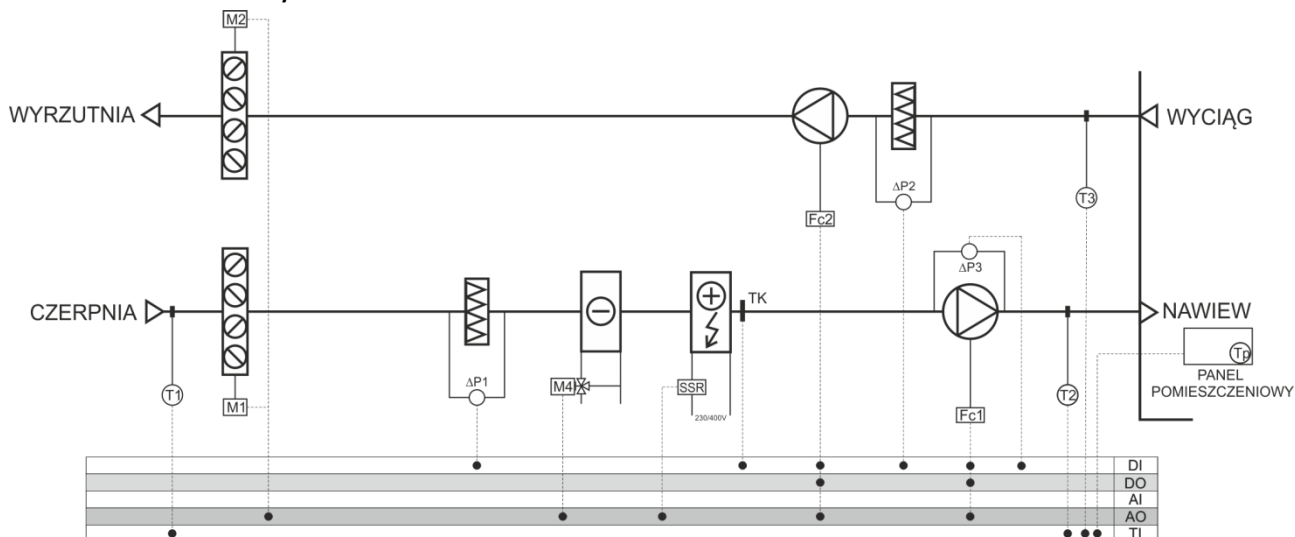 M2
WYRZUTNIA
WYCIĄG
ΔP2
T3
Fc2
ΔP3
CZERPNIA
TK
NAWIEW
Tp
PANEL
POMIESZCZENIOWY
T1
M1
ΔP1
M4
SSR
230/400V
Fc1
T2
DI
DO
AI
AO
TI